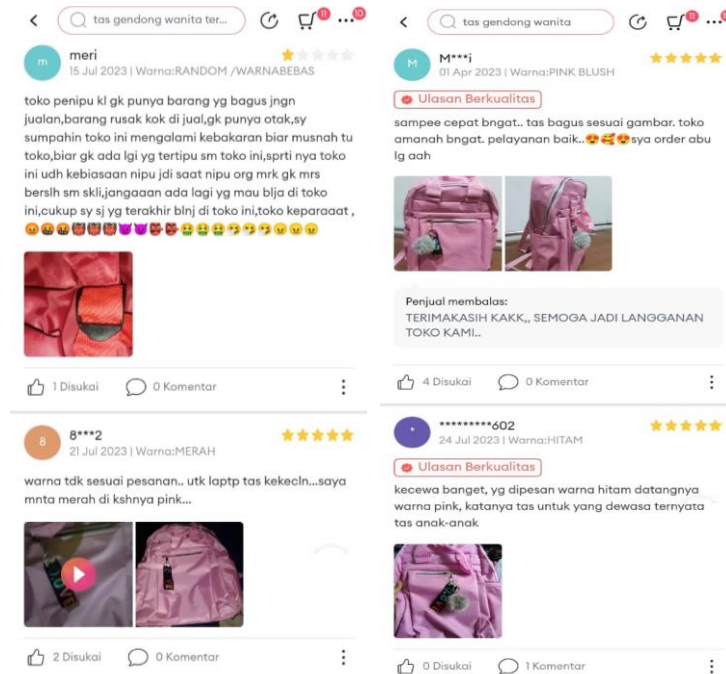 tas gendong wanita ter...
11
10
m
meri
15 Jul 2023 | Warna:RANDOM /WARNABEBAS
toko penipu kl gk punya barang yg bagus jngn
jualan,barang rusak kok di jual,gk punya otak,sy
sumpahin toko ini mengalami kebakaran biar musnah tu
toko,biar gk ada lgi yg tertipu sm toko ini,sprti nya toko
ini udh kebiasaan nipu jdi saat nipu org mrk gk mrs
berslh sm skli,jangaaan ada lagi yg mau blja di toko
ini,cukup sy sj yg terakhir blnj di toko ini,toko keparaaat ,
😡🤬🤬👹👹👹😈👿👺👺🤮🤮🤮🤧🤧🤧😠😠😠
1 Disukai
0 Komentar
8
8***2
21 Jul 2023 | Warna:MERAH
warna tdk sesuai pesanan.. utk laptp tas kekecln...saya
mnta merah di kshnya pink...
2 Disukai
0 Komentar
tas gendong wanita
11
M
M***i
01 Apr 2023 | Warna:PINK BLUSH
Ulasan Berkualitas
sampee cepat bngat.. tas bagus sesuai gambar. toko
amanah bngat. pelayanan baik..😍🥰😍sya order abu
lg aah
Penjual membalas:
TERIMAKASIH KAKK,, SEMOGA JADI LANGGANAN
TOKO KAMI..
4 Disukai
0 Komentar
*
*********602
24 Jul 2023 | Warna:HITAM
Ulasan Berkualitas
kecewa banget, yg dipesan warna hitam datangnya
warna pink, katanya tas untuk yang dewasa ternyata
tas anak-anak
0 Disukai
1 Komentar